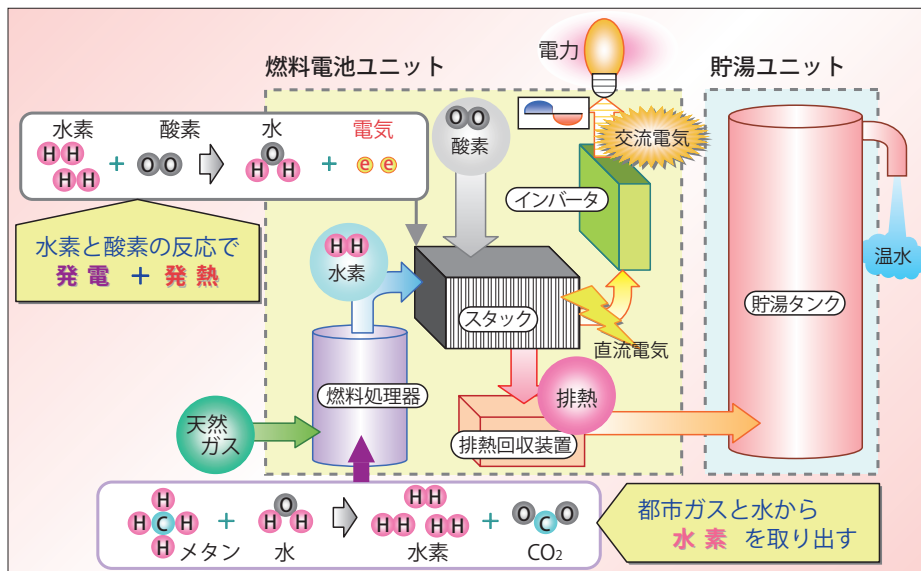 電力
燃料電池ユニット
貯湯ユニット
水素
酸素
水
電気
H H
H H
+
O O
H O H
+
e e
O O
酸素
交流電気
インバータ
水素と酸素の反応で
発電 + 発熱
H H
水素
スタック
直流電気
温水
貯湯タンク
燃料処理器
排熱
天然
ガス
排熱回収装置
H
H C H
H
メタン
+
H O H
水
H H
H H H H
水素
+
O C O
CO₂
都市ガスと水から
水素 を取り出す